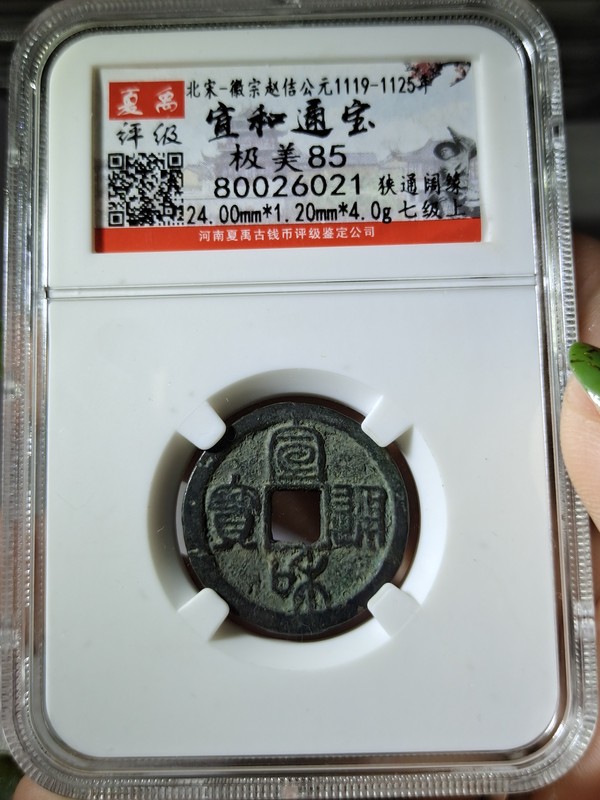 夏禹
评级
北宋-徽宗赵佶公元1119-1125年
宣和通宝
极美85
80026021 狭通阔缘
24.00mm*1.20mm*4.0g 七级上
河南夏禹古钱币评级鉴定公司
宣
和
通
寶